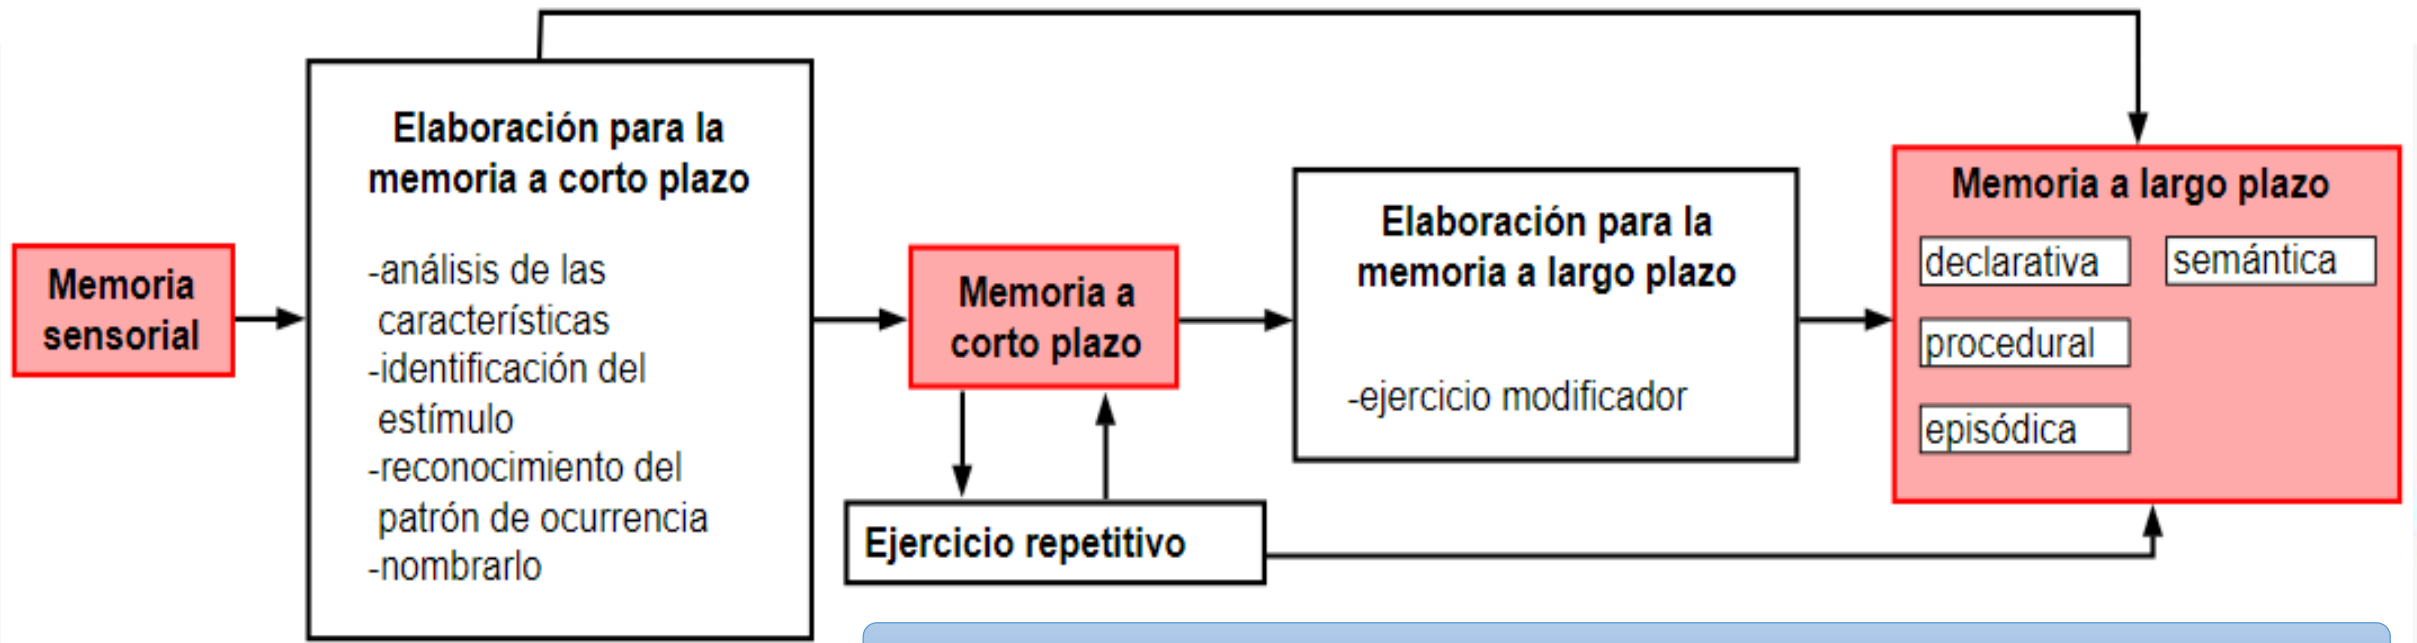 Memoria
sensorial
Elaboración para la
memoria a corto plazo
-análisis de las
características
-identificación del
estímulo
-reconocimiento del
patrón de ocurrencia
-nombrarlo
Memoria a
corto plazo
Ejercicio repetitivo
Elaboración para la
memoria a largo plazo
-ejercicio modificador
Memoria a largo plazo
declarativa
semántica
procedural
episódica